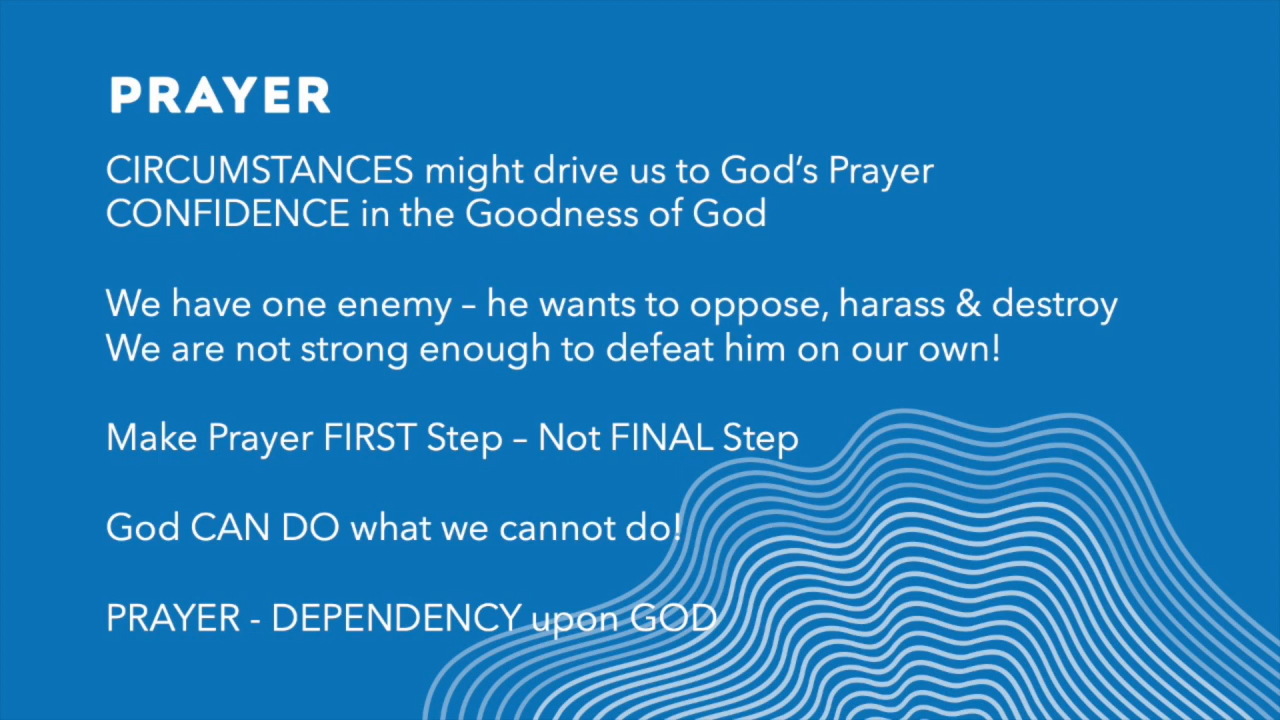 PRAYER
CIRCUMSTANCES might drive us to God’s Prayer
CONFIDENCE in the Goodness of God
We have one enemy – he wants to oppose, harass & destroy
We are not strong enough to defeat him on our own!
Make Prayer FIRST Step – Not FINAL Step
God CAN DO what we cannot do!
PRAYER - DEPENDENCY upon GOD